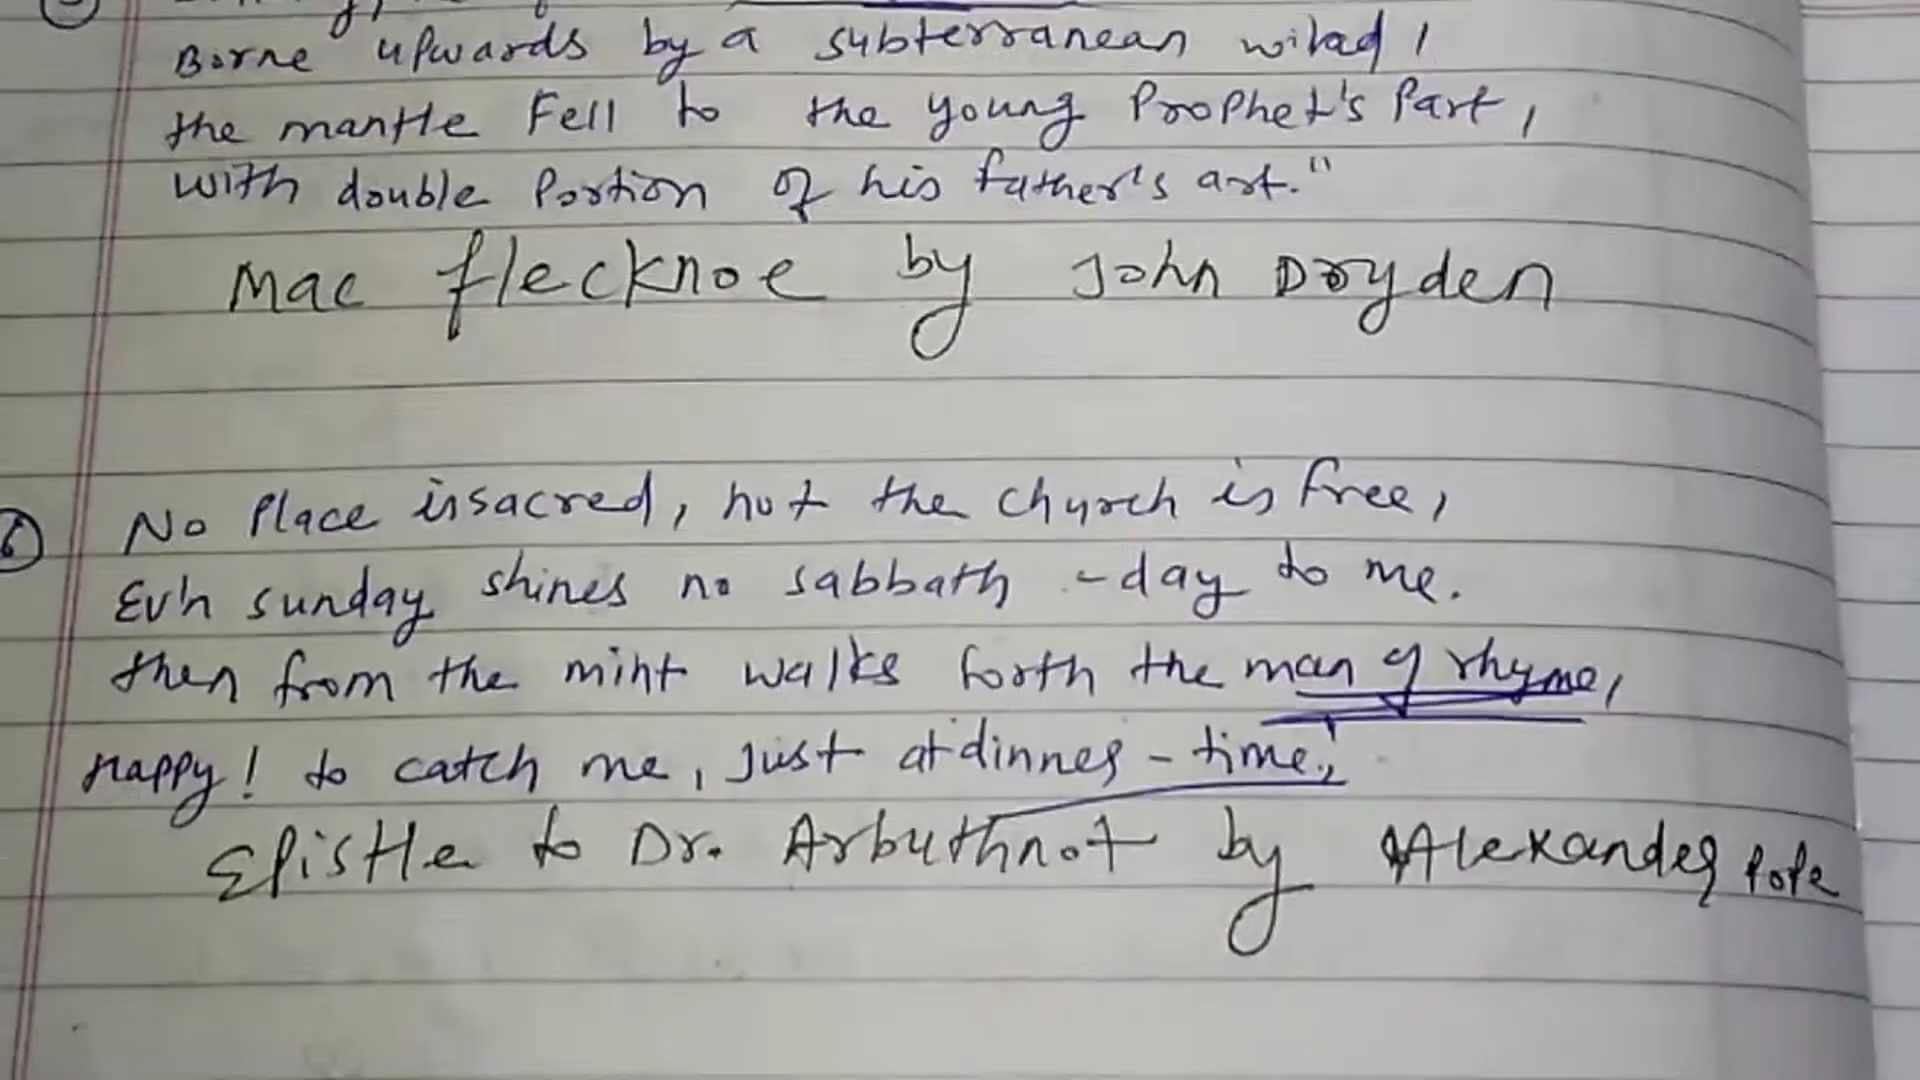 Borne upwards by a subterranean wibad,
the mantle Fell to the young Prophet's Part,
with double Portion of his father's art."
Mac flecknoe by John Dryden
6 No Place is sacred, not the church is free,
Ev'n sunday shines no sabbath -day to me.
then from the mint walks forth the man of rhyme,
Happy! to catch me, Just at dinner - time."
Epistle to Dr. Arbuthnot by Alexander Pope